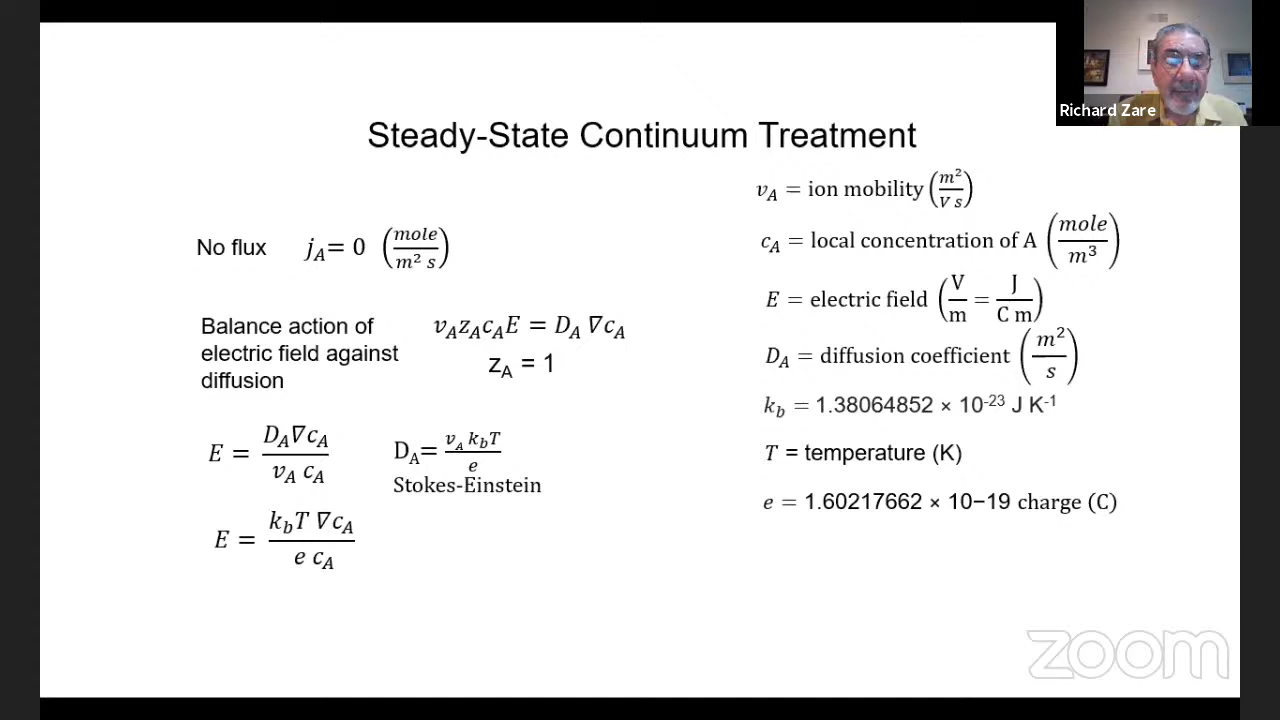 Richard Zare
Steady-State Continuum Treatment
No flux j_A = 0 (mole / m² s)
Balance action of
electric field against
diffusion
v_A z_A c_A E = D_A ∇c_A
z_A = 1
E = D_A ∇c_A / v_A c_A
D_A = v_A k_b T / e
Stokes-Einstein
E = k_b T ∇c_A / e c_A
v_A = ion mobility (m² / V s)
c_A = local concentration of A (mole / m³)
E = electric field (V / m = J / C m)
D_A = diffusion coefficient (m² / s)
k_b = 1.38064852 × 10⁻²³ J K⁻¹
T = temperature (K)
e = 1.60217662 × 10−19 charge (C)
zoom